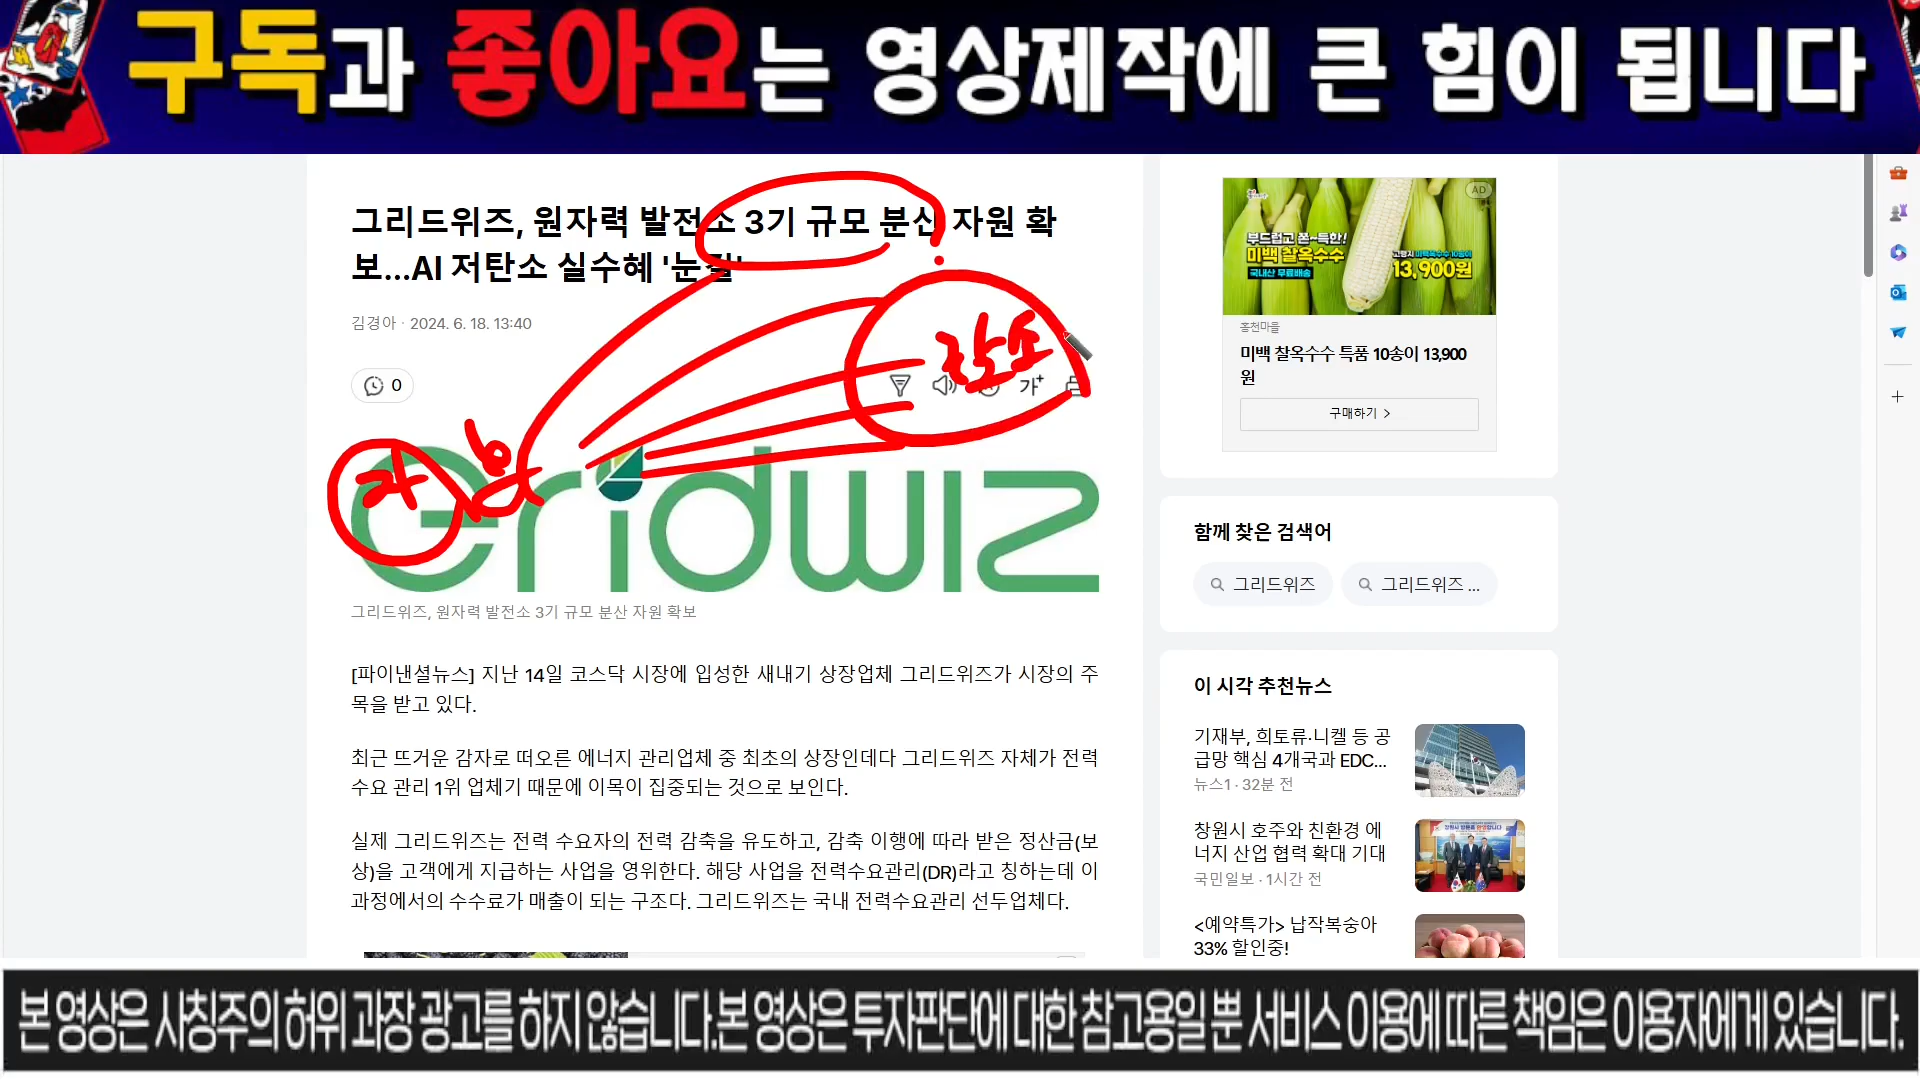 구독과 좋아요는 영상제작에 큰 힘이 됩니다
그리드위즈, 원자력 발전소 3기 규모 분산 자원 확
보...AI 저탄소 실수혜 '눈길'
김경아 · 2024. 6. 18. 13:40
0
가+
탄소
자본
Gridwiz
그리드위즈, 원자력 발전소 3기 규모 분산 자원 확보
[파이낸셜뉴스] 지난 14일 코스닥 시장에 입성한 새내기 상장업체 그리드위즈가 시장의 주
목을 받고 있다.
최근 뜨거운 감자로 떠오른 에너지 관리업체 중 최초의 상장인데다 그리드위즈 자체가 전력
수요 관리 1위 업체기 때문에 이목이 집중되는 것으로 보인다.
실제 그리드위즈는 전력 수요자의 전력 감축을 유도하고, 감축 이행에 따라 받은 정산금(보
상)을 고객에게 지급하는 사업을 영위한다. 해당 사업을 전력수요관리(DR)라고 칭하는데 이
과정에서의 수수료가 매출이 되는 구조다. 그리드위즈는 국내 전력수요관리 선두업체다.
AD
부드럽고 쫀~득한!
미백 찰옥수수
국내산 무료배송
13,900원
홍천마을
미백 찰옥수수 특품 10송이 13,900
원
구매하기 >
함께 찾은 검색어
그리드위즈
그리드위즈 ...
이 시각 추천뉴스
기재부, 희토류·니켈 등 공
급망 핵심 4개국과 EDC...
뉴스1 · 32분 전
창원시 호주와 친환경 에
너지 산업 협력 확대 기대
국민일보 · 1시간 전
<예약특가> 납작복숭아
33% 할인중!
본 영상은 사칭주의 허위 과장 광고를 하지 않습니다.본 영상은 투자판단에 대한 참고용일 뿐 서비스 이용에 따른 책임은 이용자에게 있습니다.